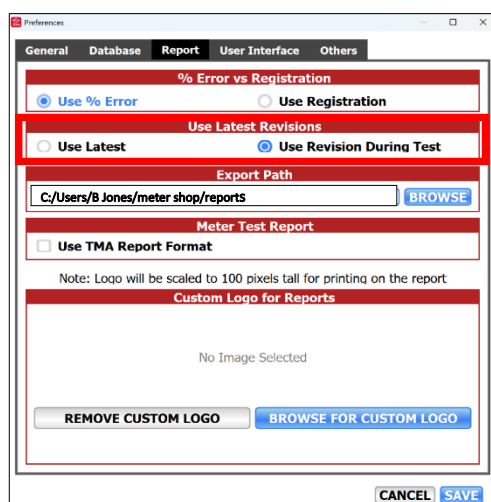 Preferences
General Database Report User Interface Others
% Error vs Registration
Use % Error Use Registration
Use Latest Revisions
Use Latest Use Revision During Test
Export Path
C:/Users/B Jones/meter shop/reports BROWSE
Meter Test Report
Use TMA Report Format
Note: Logo will be scaled to 100 pixels tall for printing on the report
Custom Logo for Reports
No Image Selected
REMOVE CUSTOM LOGO BROWSE FOR CUSTOM LOGO
CANCEL SAVE